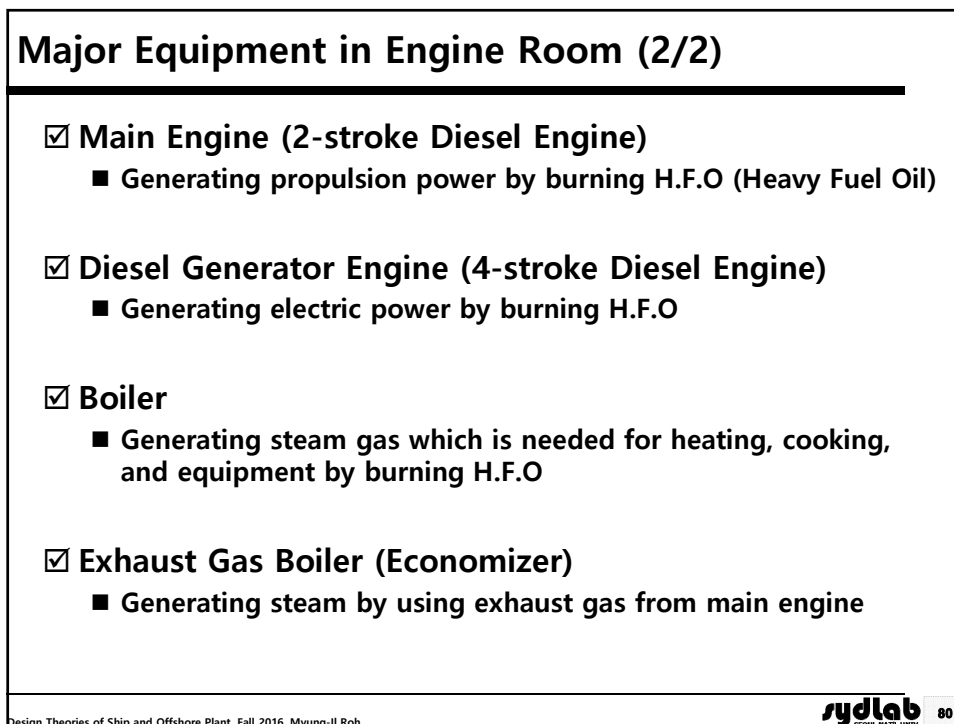 Major Equipment in Engine Room (2/2)
☑ Main Engine (2-stroke Diesel Engine)
■ Generating propulsion power by burning H.F.O (Heavy Fuel Oil)
☑ Diesel Generator Engine (4-stroke Diesel Engine)
■ Generating electric power by burning H.F.O
☑ Boiler
■ Generating steam gas which is needed for heating, cooking,
and equipment by burning H.F.O
☑ Exhaust Gas Boiler (Economizer)
■ Generating steam by using exhaust gas from main engine
Design Theories of Ship and Offshore Plant, Fall 2016, Myung-Il Roh
sydlab
SEOUL NAT'L UNIV.
80